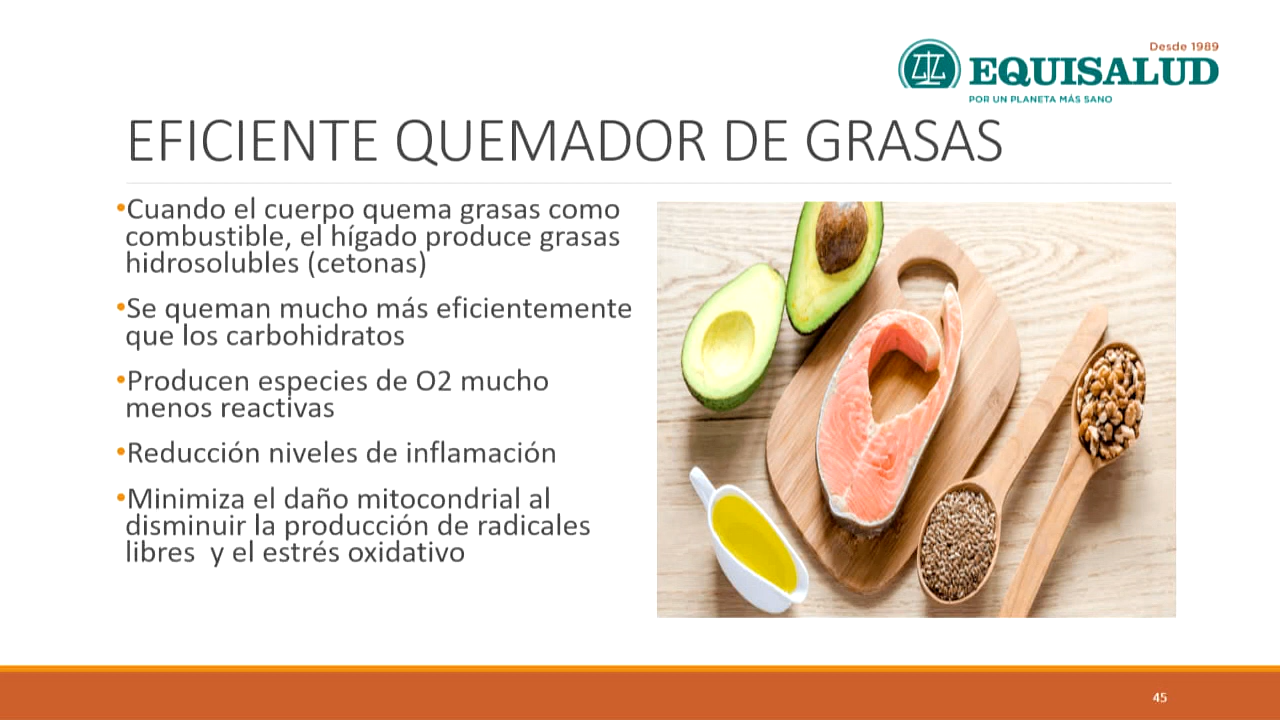 Desde 1989
EQUISALUD
POR UN PLANETA MÁS SANO
EFICIENTE QUEMADOR DE GRASAS
•Cuando el cuerpo quema grasas como
combustible, el hígado produce grasas
hidrosolubles (cetonas)
•Se queman mucho más eficientemente
que los carbohidratos
•Producen especies de O2 mucho
menos reactivas
•Reducción niveles de inflamación
•Minimiza el daño mitocondrial al
disminuir la producción de radicales
libres  y el estrés oxidativo
45